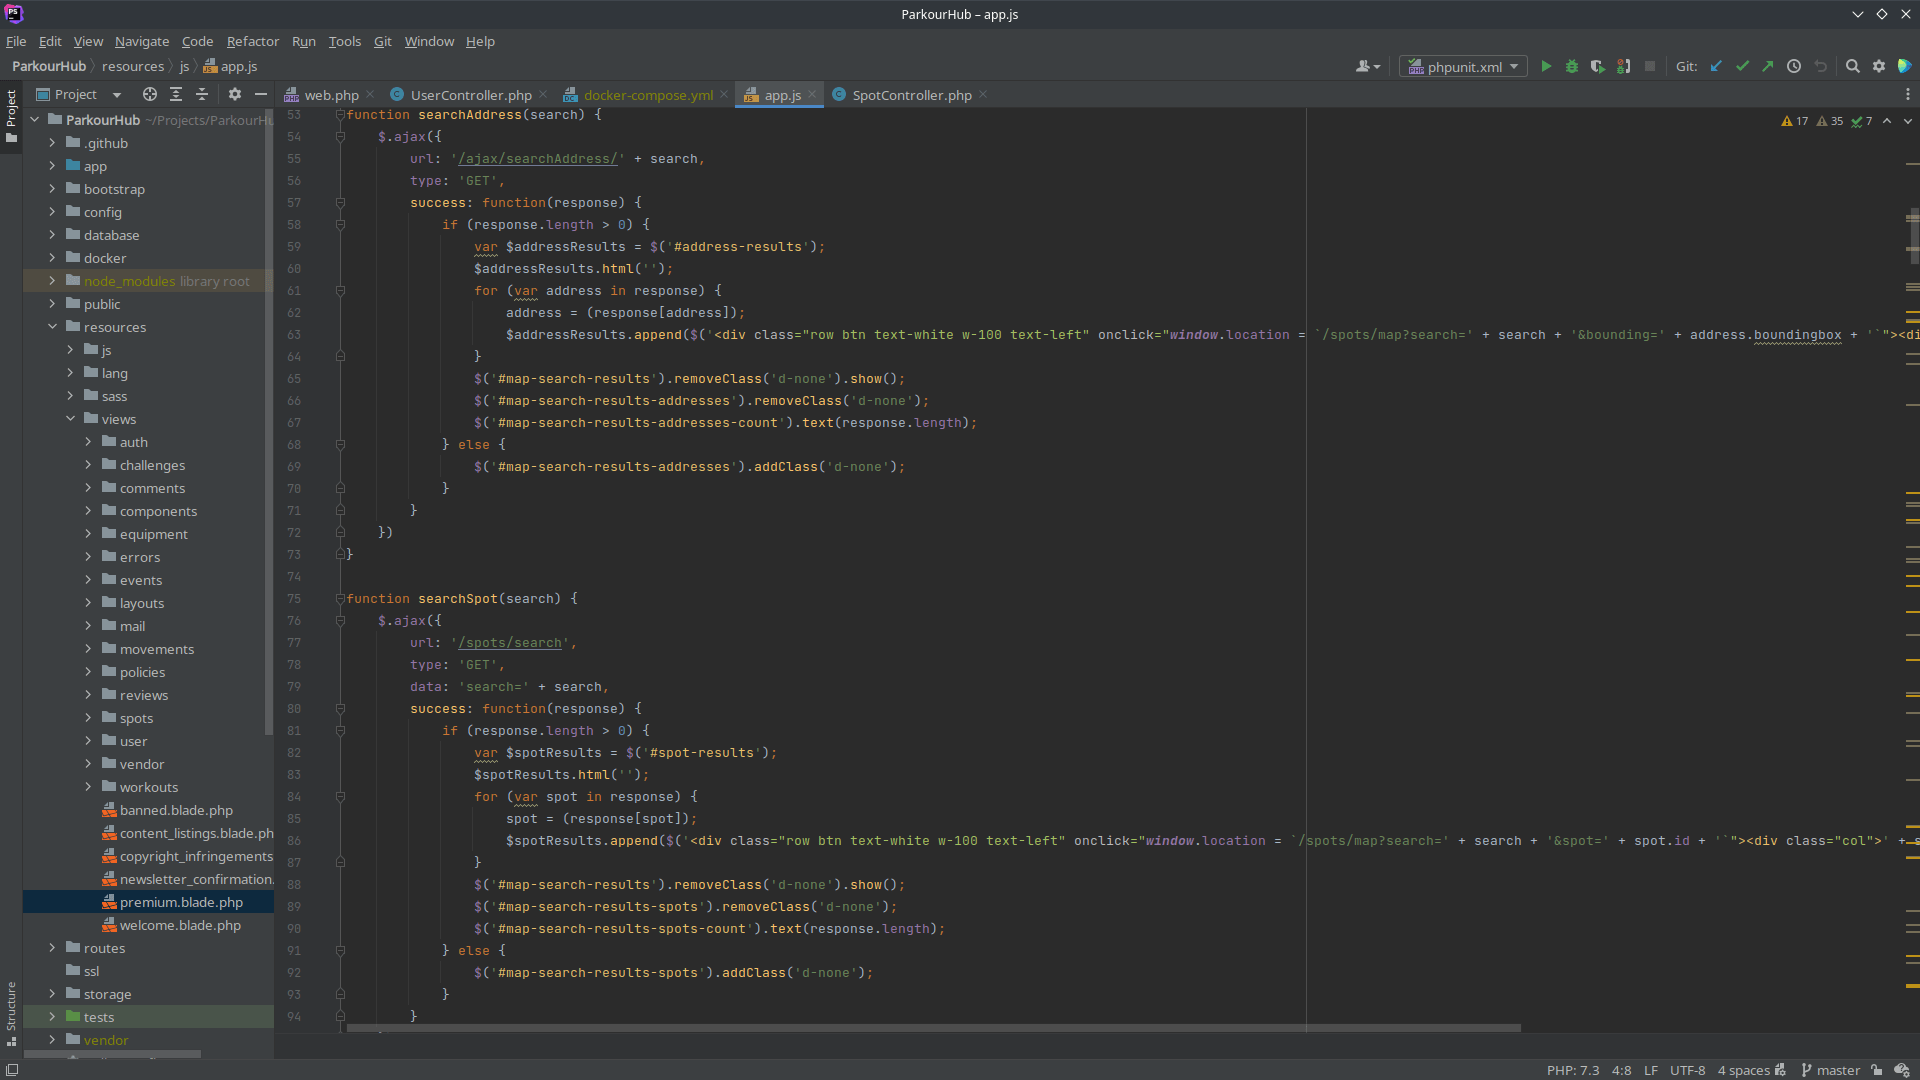 ParkourHub – app.js
File Edit View Navigate Code Refactor Run Tools Git Window Help
ParkourHub resources js app.js
phpunit.xml
Git:
Project
web.php
UserController.php
docker-compose.yml
app.js
SpotController.php
Project
Structure
ParkourHub ~/Projects/ParkourHu
.github
app
bootstrap
config
database
docker
node_modules library root
public
resources
js
lang
sass
views
auth
challenges
comments
components
equipment
errors
events
layouts
mail
movements
policies
reviews
spots
user
vendor
workouts
banned.blade.php
content_listings.blade.ph
copyright_infringements
newsletter_confirmation.
premium.blade.php
welcome.blade.php
routes
ssl
storage
tests
vendor
17 35 7
53 function searchAddress(search) {
54 $.ajax({
55 url: '/ajax/searchAddress/' + search,
56 type: 'GET',
57 success: function(response) {
58 if (response.length > 0) {
59 var $addressResults = $('#address-results');
60 $addressResults.html('');
61 for (var address in response) {
62 address = (response[address]);
63 $addressResults.append($('<div class="row btn text-white w-100 text-left" onclick="window.location = `/spots/map?search=' + search + '&bounding=' + address.boundingbox + '`"><di
64 }
65 $('#map-search-results').removeClass('d-none').show();
66 $('#map-search-results-addresses').removeClass('d-none');
67 $('#map-search-results-addresses-count').text(response.length);
68 } else {
69 $('#map-search-results-addresses').addClass('d-none');
70 }
71 }
72 })
73 }
74
75 function searchSpot(search) {
76 $.ajax({
77 url: '/spots/search',
78 type: 'GET',
79 data: 'search=' + search,
80 success: function(response) {
81 if (response.length > 0) {
82 var $spotResults = $('#spot-results');
83 $spotResults.html('');
84 for (var spot in response) {
85 spot = (response[spot]);
86 $spotResults.append($('<div class="row btn text-white w-100 text-left" onclick="window.location = `/spots/map?search=' + search + '&spot=' + spot.id + '`"><div class="col">' + s
87 }
88 $('#map-search-results').removeClass('d-none').show();
89 $('#map-search-results-spots').removeClass('d-none');
90 $('#map-search-results-spots-count').text(response.length);
91 } else {
92 $('#map-search-results-spots').addClass('d-none');
93 }
94 }
PHP: 7.3 4:8 LF UTF-8 4 spaces master